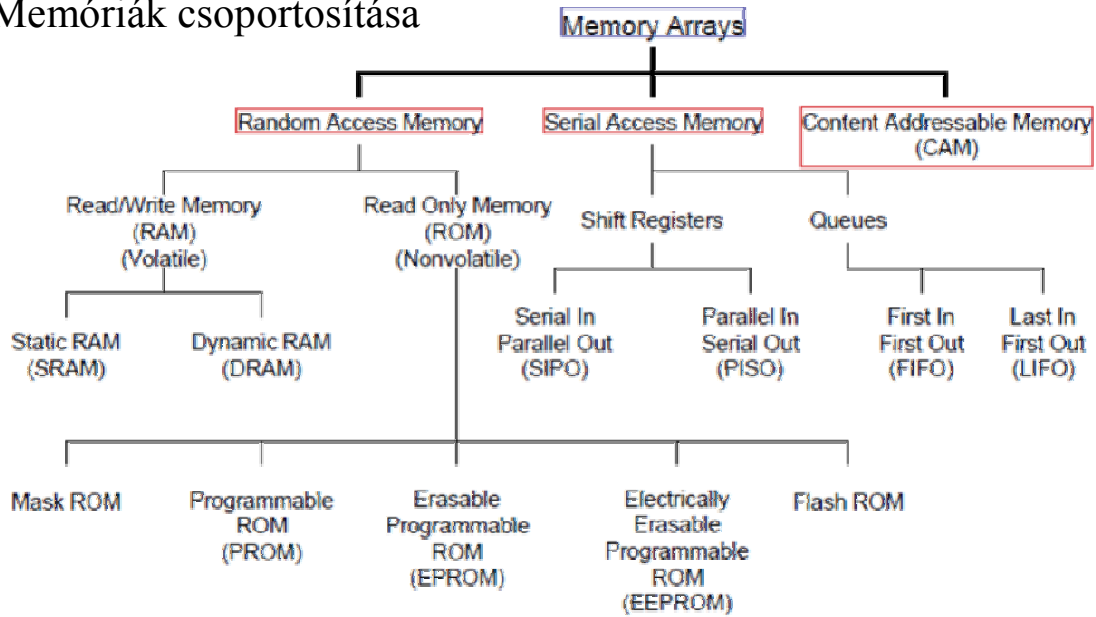 Memóriák csoportosítása
Memory Arrays
Random Access Memory
Serial Access Memory
Content Addressable Memory
(CAM)
Read/Write Memory
(RAM)
(Volatile)
Read Only Memory
(ROM)
(Nonvolatile)
Shift Registers
Queues
Static RAM
(SRAM)
Dynamic RAM
(DRAM)
Serial In
Parallel Out
(SIPO)
Parallel In
Serial Out
(PISO)
First In
First Out
(FIFO)
Last In
First Out
(LIFO)
Mask ROM
Programmable
ROM
(PROM)
Erasable
Programmable
ROM
(EPROM)
Electrically
Erasable
Programmable
ROM
(EEPROM)
Flash ROM